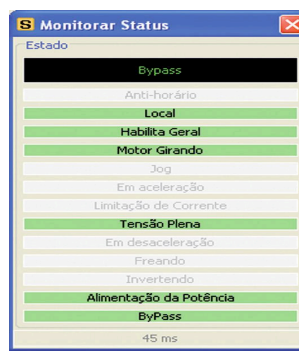 S Monitorar Status
Estado
Bypass
Anti-horário
Local
Habilita Geral
Motor Girando
Jog
Em aceleração
Limitação de Corrente
Tensão Plena
Em desaceleração
Freando
Invertendo
Alimentação da Potência
ByPass
45 ms